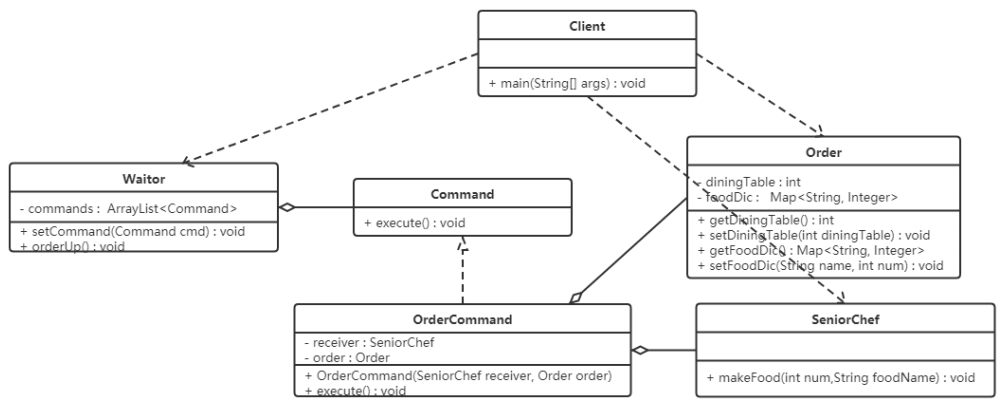 Client
+ main(String[] args) : void
Waitor
- commands : ArrayList<Command>
+ setCommand(Command cmd) : void
+ orderUp() : void
Command
+ execute() : void
Order
- diningTable : int
- foodDic : Map<String, Integer>
+ getDiningTable() : int
+ setDiningTable(int diningTable) : void
+ getFoodDic() : Map<String, Integer>
+ setFoodDic(String name, int num) : void
OrderCommand
- receiver : SeniorChef
- order : Order
+ OrderCommand(SeniorChef receiver, Order order)
+ execute() : void
SeniorChef
+ makeFood(int num,String foodName) : void